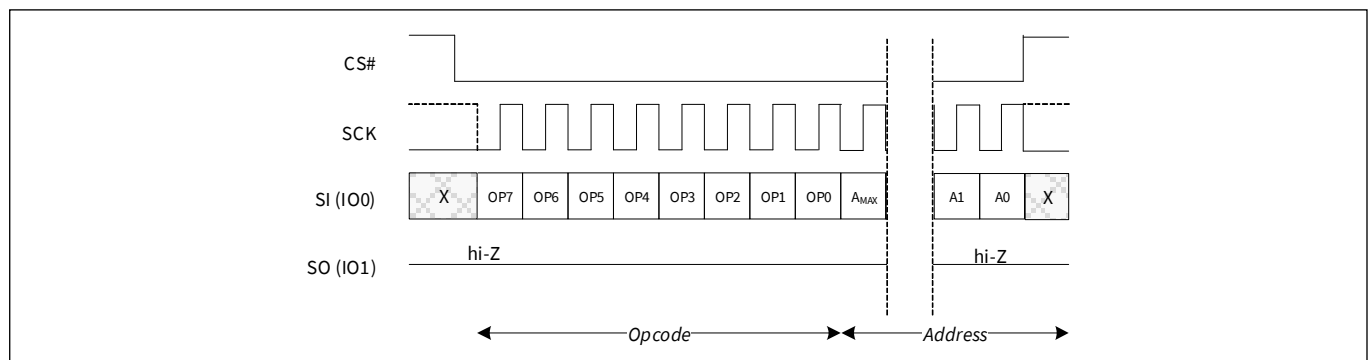 CS#
SCK
SI (IO0) X OP7 OP6 OP5 OP4 OP3 OP2 OP1 OP0 AMAX A1 A0 X
hi-Z hi-Z
SO (IO1)
Opcode Address